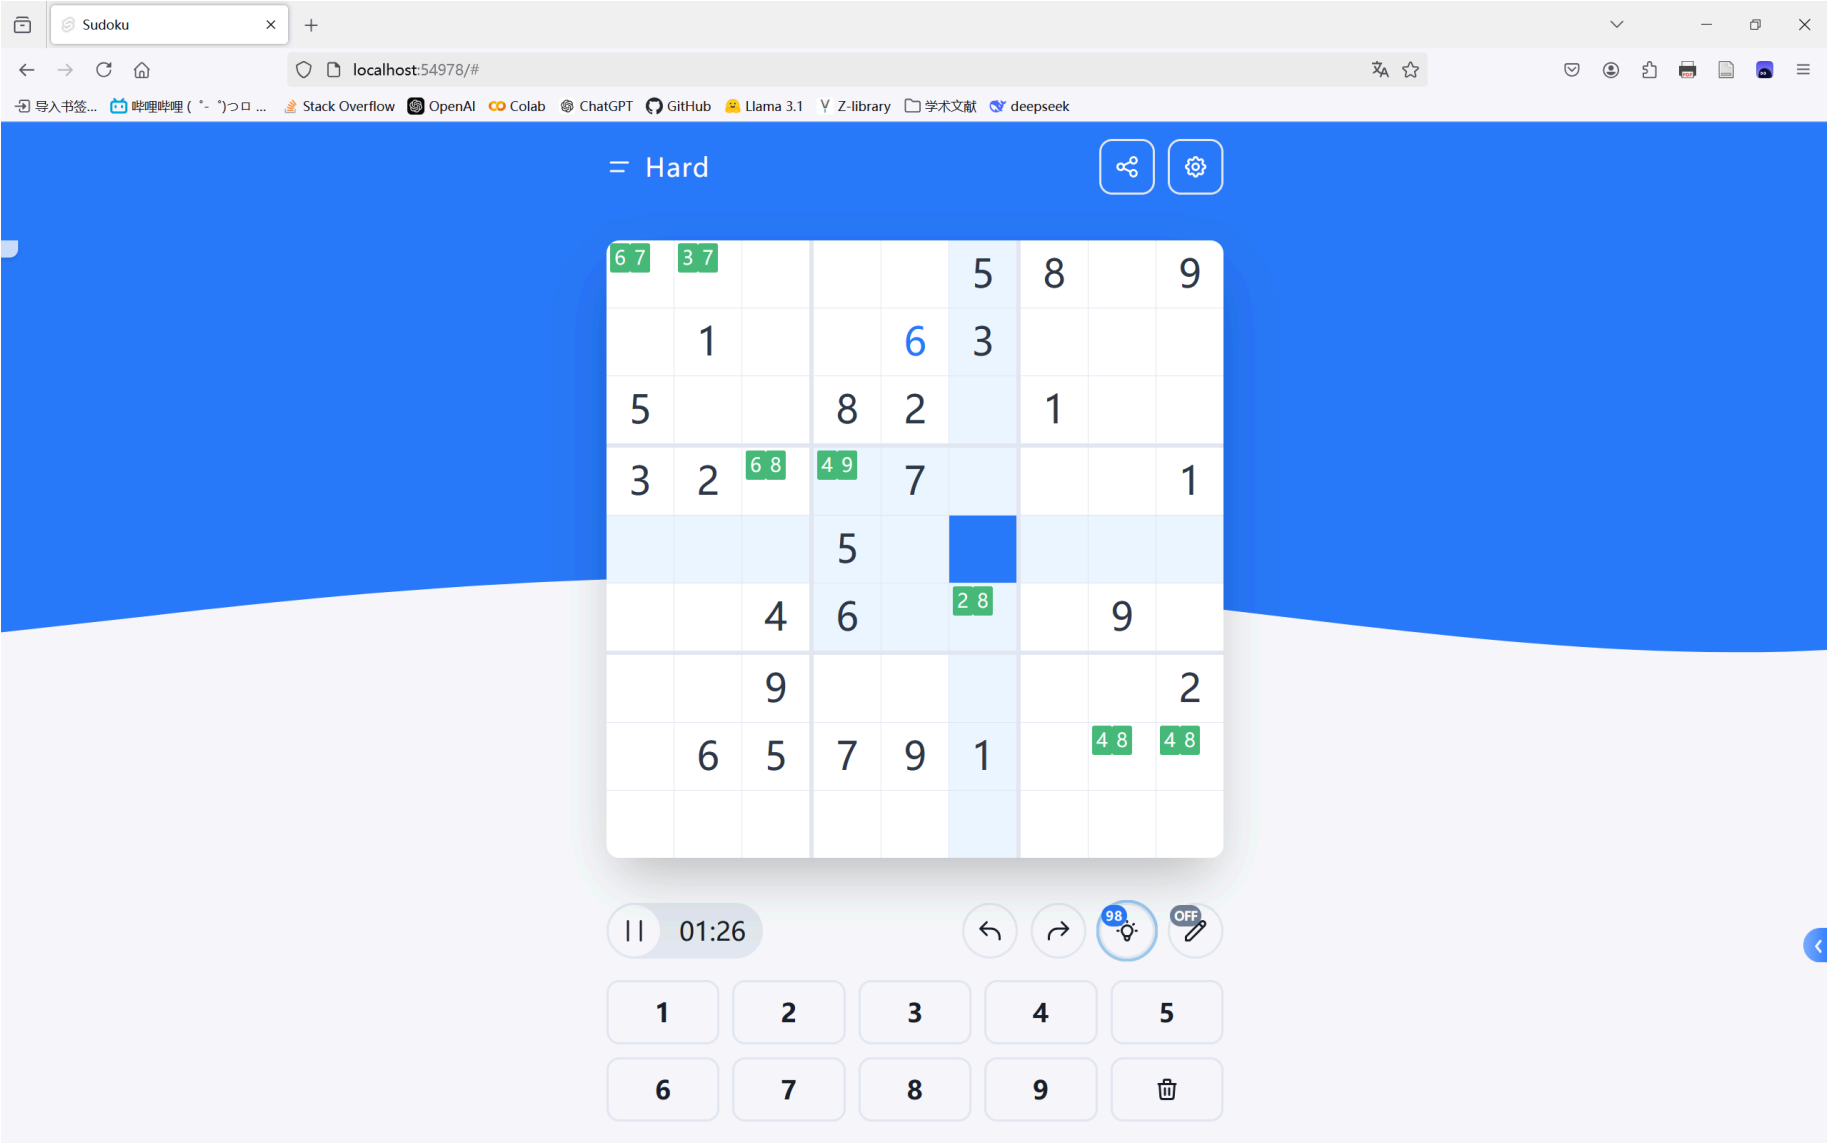 Sudoku
localhost:54978/#
导入书签... 哔哩哔哩 ( ゜- ゜)つロ ... Stack Overflow OpenAI Colab ChatGPT GitHub Llama 3.1 Z-library 学术文献 deepseek
Hard
6 7 3 7 5 8 9
1 6 3
5 8 2 1
3 2 6 8 4 9 7 1
5
4 6 2 8 9
9 2
6 5 7 9 1 4 8 4 8
01:26 98 OFF
1 2 3 4 5
6 7 8 9